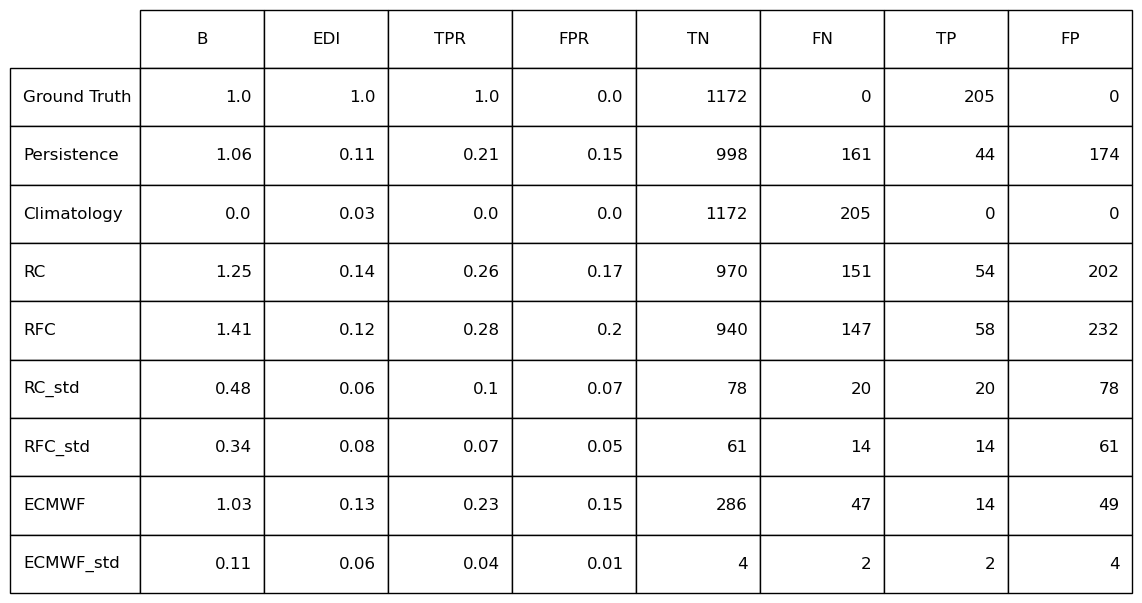 B EDI TPR FPR TN FN TP FP
Ground Truth 1.0 1.0 1.0 0.0 1172 0 205 0
Persistence 1.06 0.11 0.21 0.15 998 161 44 174
Climatology 0.0 0.03 0.0 0.0 1172 205 0 0
RC 1.25 0.14 0.26 0.17 970 151 54 202
RFC 1.41 0.12 0.28 0.2 940 147 58 232
RC_std 0.48 0.06 0.1 0.07 78 20 20 78
RFC_std 0.34 0.08 0.07 0.05 61 14 14 61
ECMWF 1.03 0.13 0.23 0.15 286 47 14 49
ECMWF_std 0.11 0.06 0.04 0.01 4 2 2 4